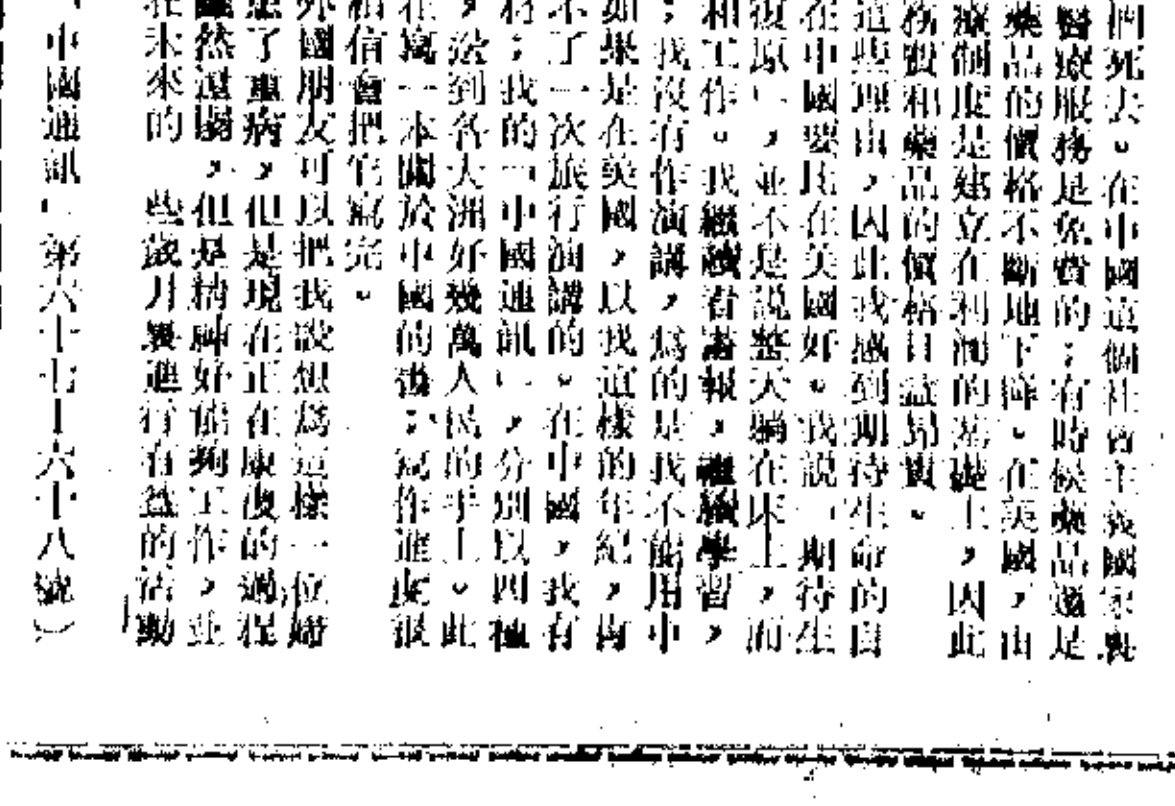 們死去。在中國這個社會主義國家裏
醫療服務是免費的；有時候藥品還是
藥品的價格不斷地下降。在美國，由
療制度是建立在利潤的基礎上，因此
務費和藥品的價格日益昂貴。
這些理由，因此我感到期待生命的自
在中國要比在美國好。我說「期待生
復原」，並不是說整天躺在床上，而
和工作。我繼續看書報，繼續學習，
；我沒有作演講，爲的是我不能用中
如果是在英國，以我這樣的年紀，
不了一次旅行演講的。在中國，我有
；我的「中國通訊」，分別以四種
，發到各大洲好幾萬人民的手上。此
在寫一本關於中國的書；寫作進度很
相信會把它寫完。
外國朋友可以把我設想爲這樣一位婦
患了重病，但是現在正在康復的過程
雖然還弱，但是精神好能夠工作，並
在未來的一些歲月裏進行有益的活動
「中國通訊」第六十七—六十八號）